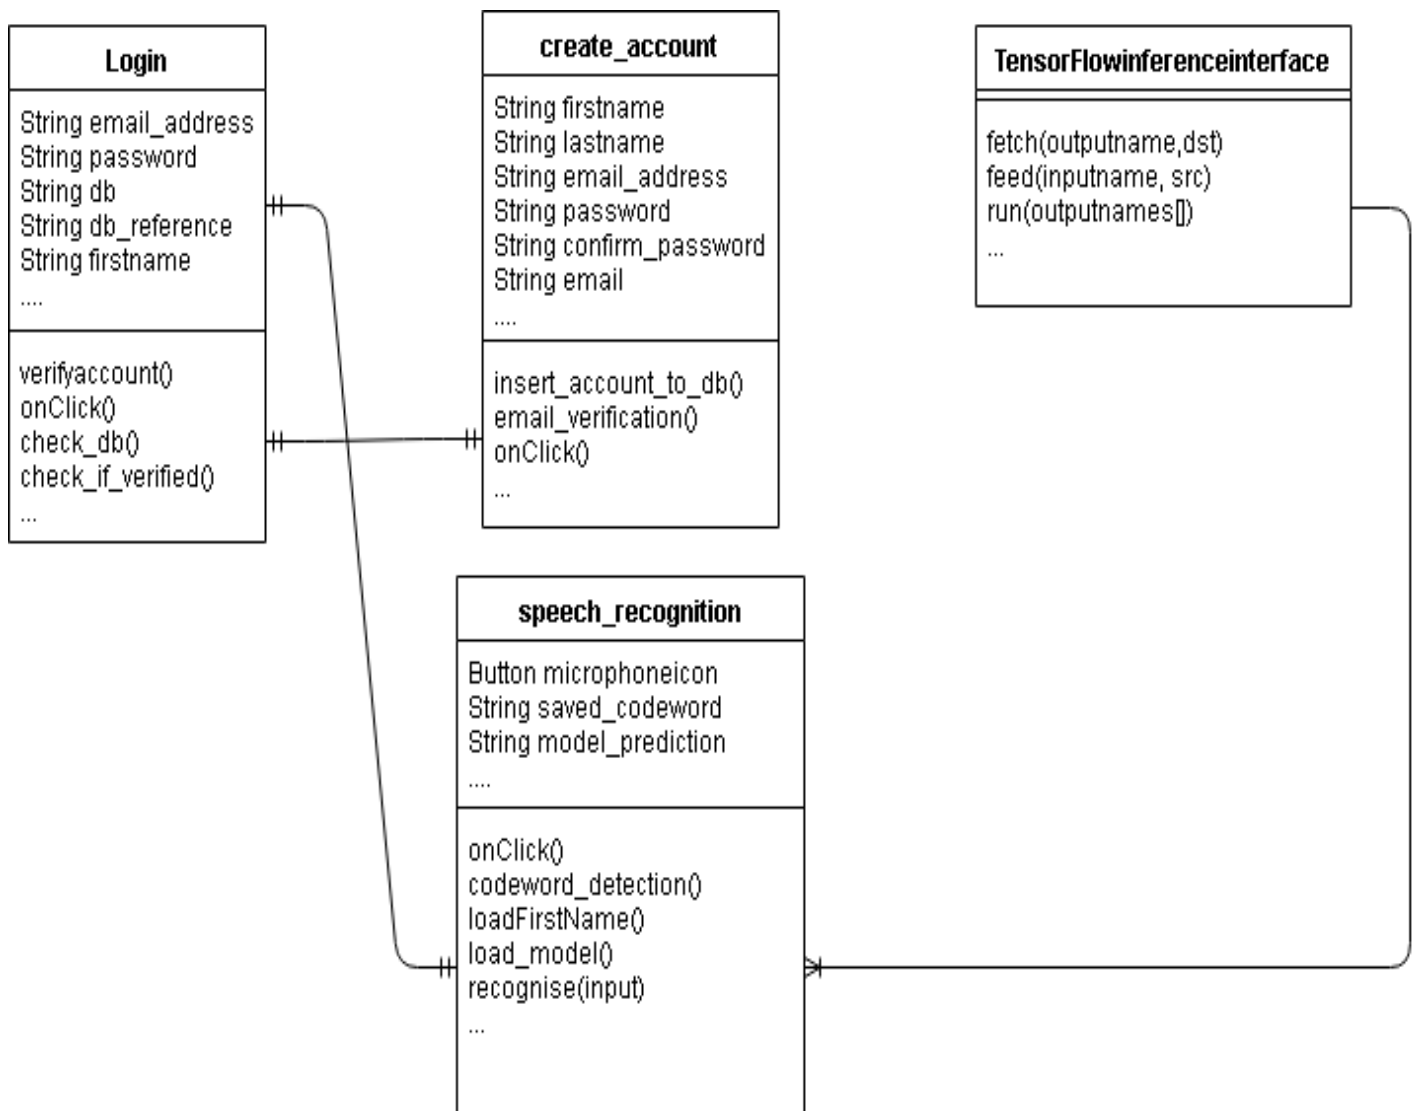 Login
String email_address
String password
String db
String db_reference
String firstname
....
verifyaccount()
onClick()
check_db()
check_if_verified()
...
create_account
String firstname
String lastname
String email_address
String password
String confirm_password
String email
....
insert_account_to_db()
email_verification()
onClick()
...
TensorFlowinferenceinterface
fetch(outputname,dst)
feed(inputname, src)
run(outputnames[])
...
speech_recognition
Button microphoneicon
String saved_codeword
String model_prediction
....
onClick()
codeword_detection()
loadFirstName()
load_model()
recognise(input)
...